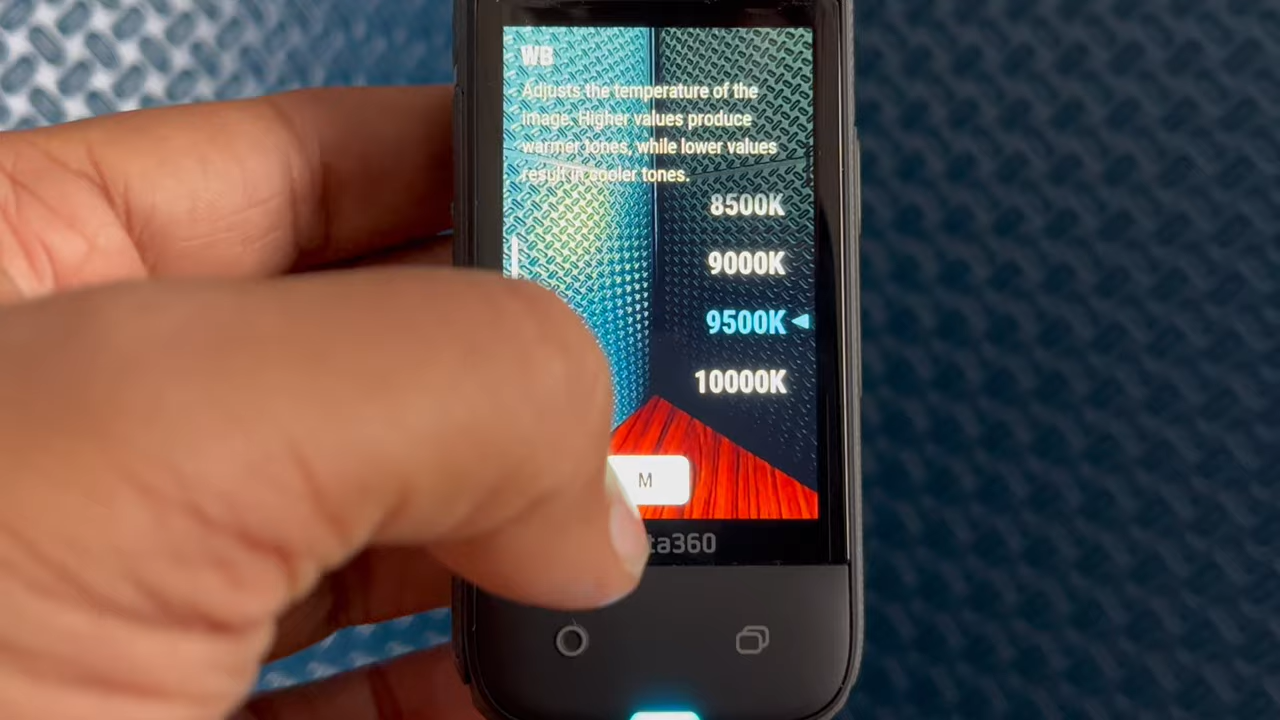 WB
Adjusts the temperature of the
image. Higher values produce
warmer tones, while lower values
result in cooler tones.
8500K
9000K
9500K
10000K
M
ta360